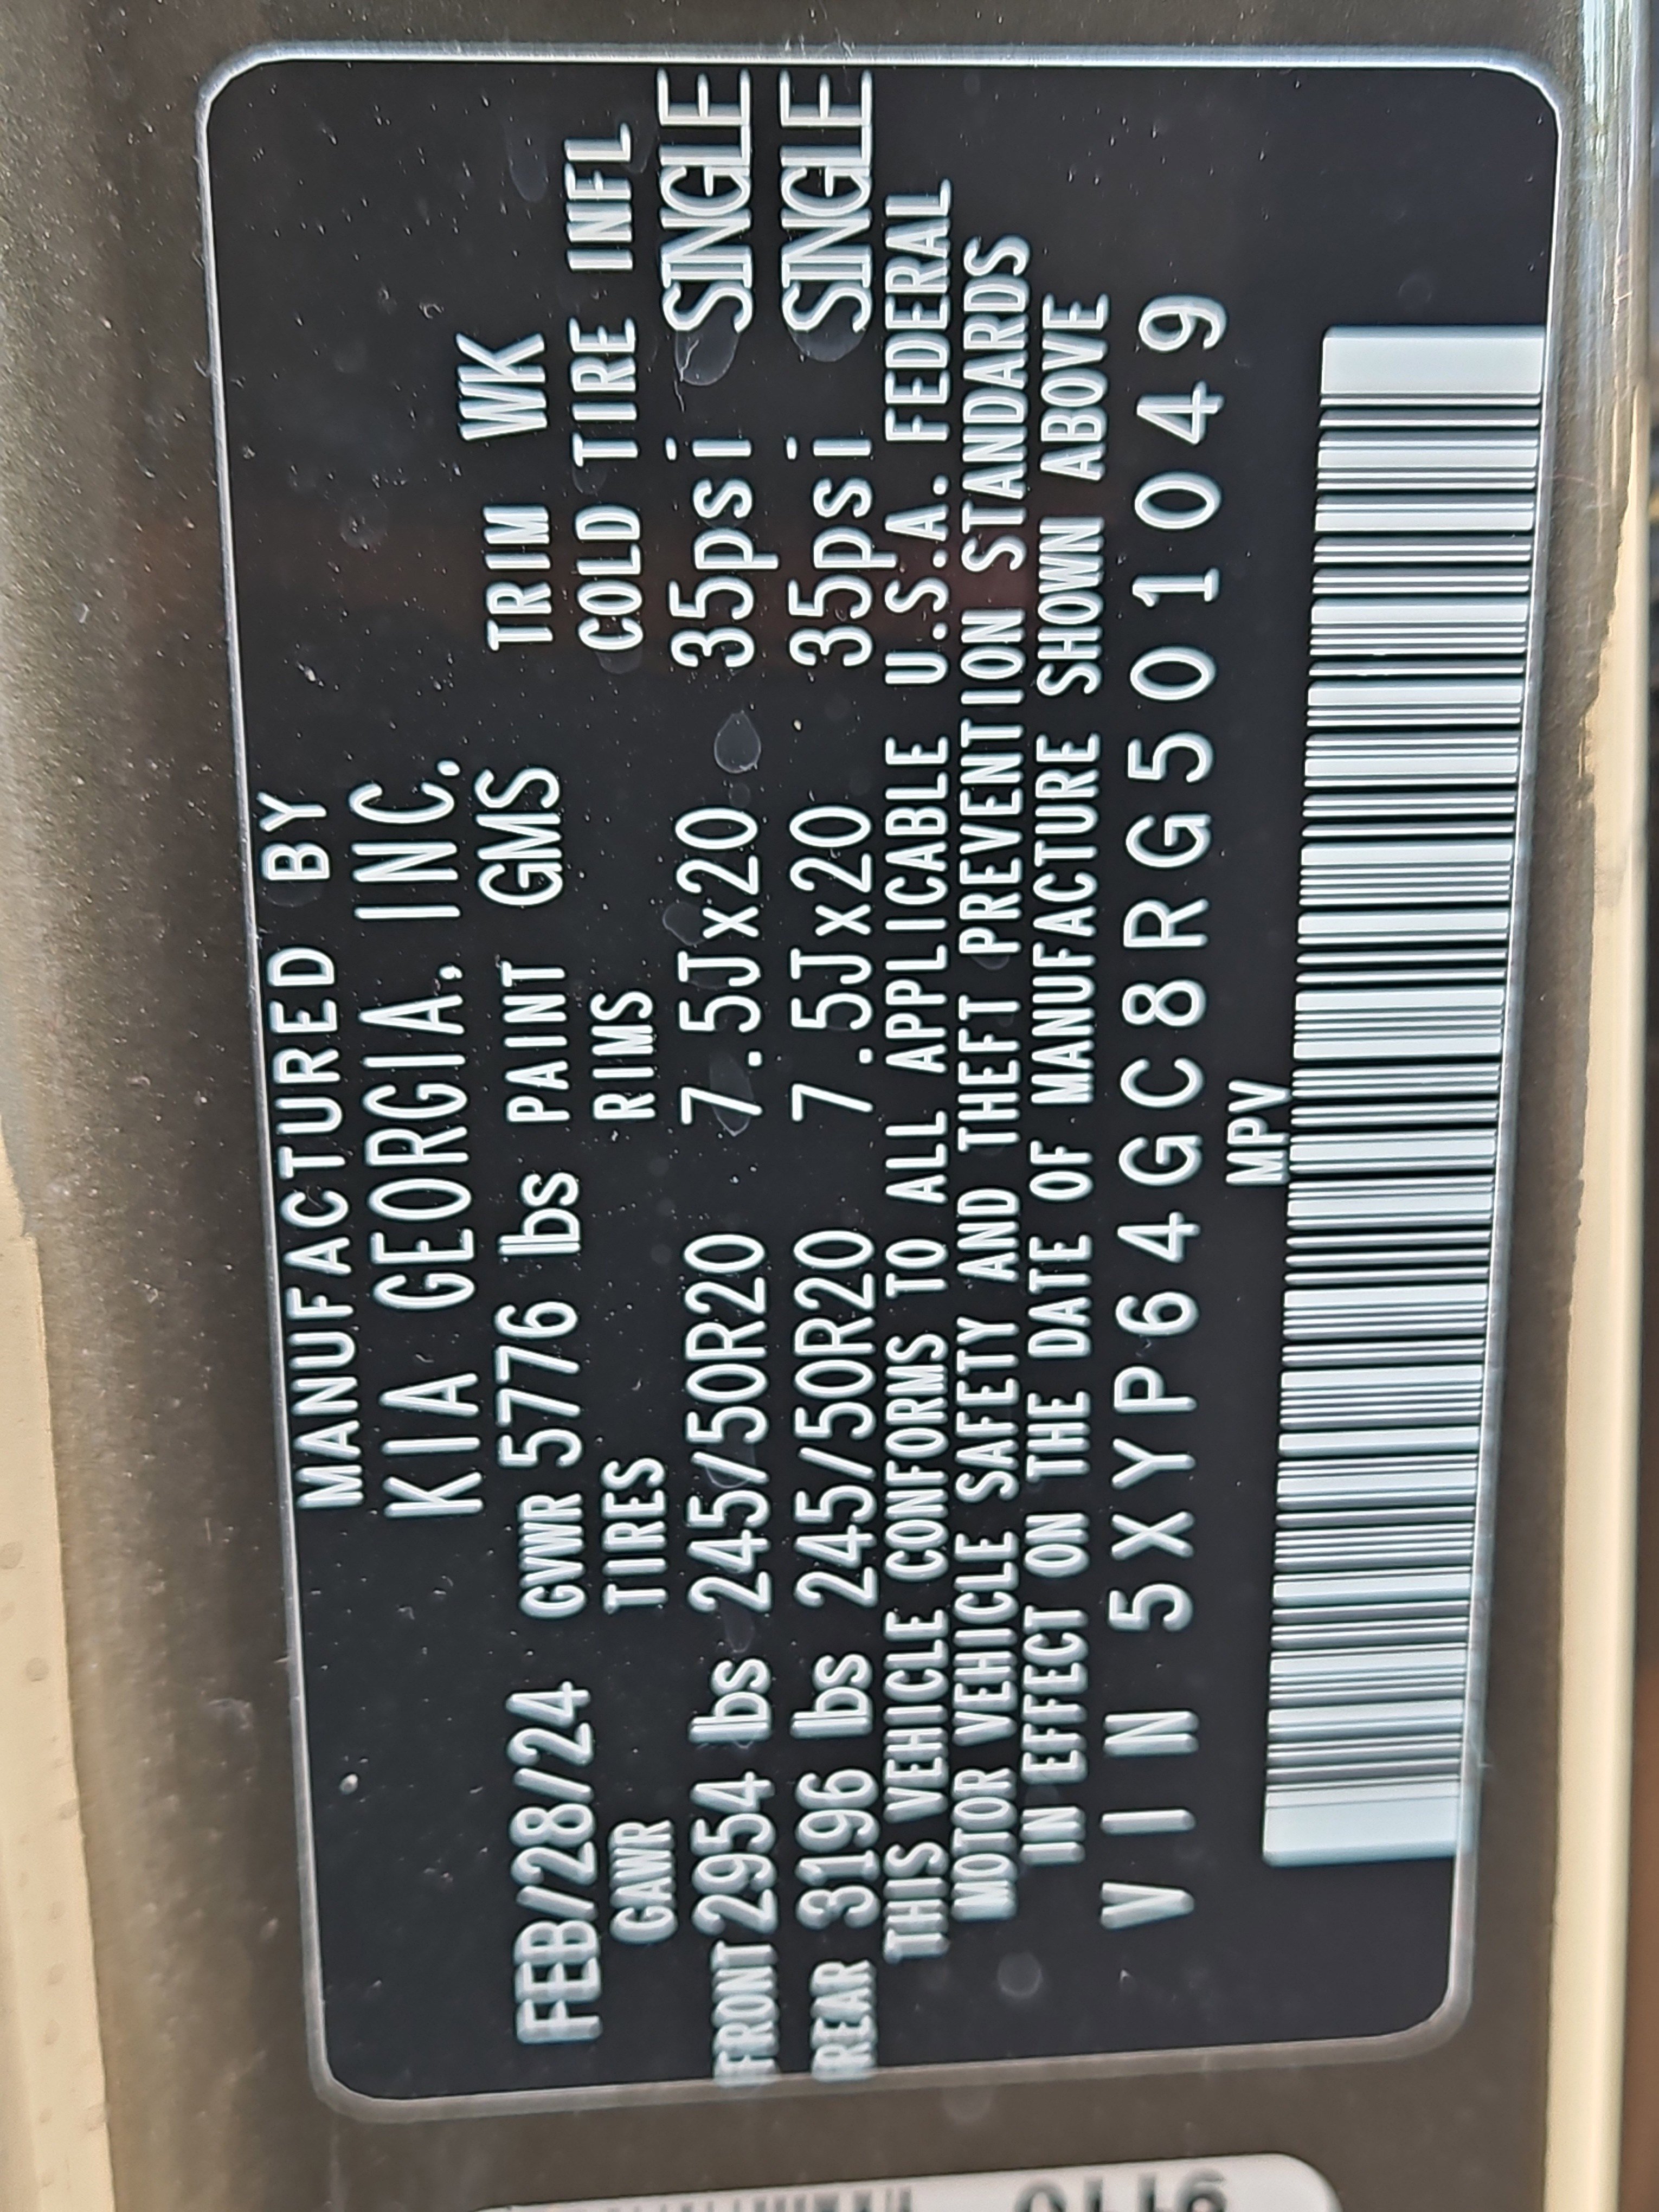 MANUFACTURED BY
KIA GEORGIA, INC.
FEB/28/24 GVWR 5776 lbs PAINT GMS TRIM WK
GAWR TIRES RIMS COLD TIRE INFL
FRONT 2954 lbs 245/50R20 7.5Jx20 35psi SINGLE
REAR 3196 lbs 245/50R20 7.5Jx20 35psi SINGLE
THIS VEHICLE CONFORMS TO ALL APPLICABLE U.S.A. FEDERAL
MOTOR VEHICLE SAFETY AND THEFT PREVENTION STANDARDS
IN EFFECT ON THE DATE OF MANUFACTURE SHOWN ABOVE
VIN 5XYP64GC8RG501049
MPV